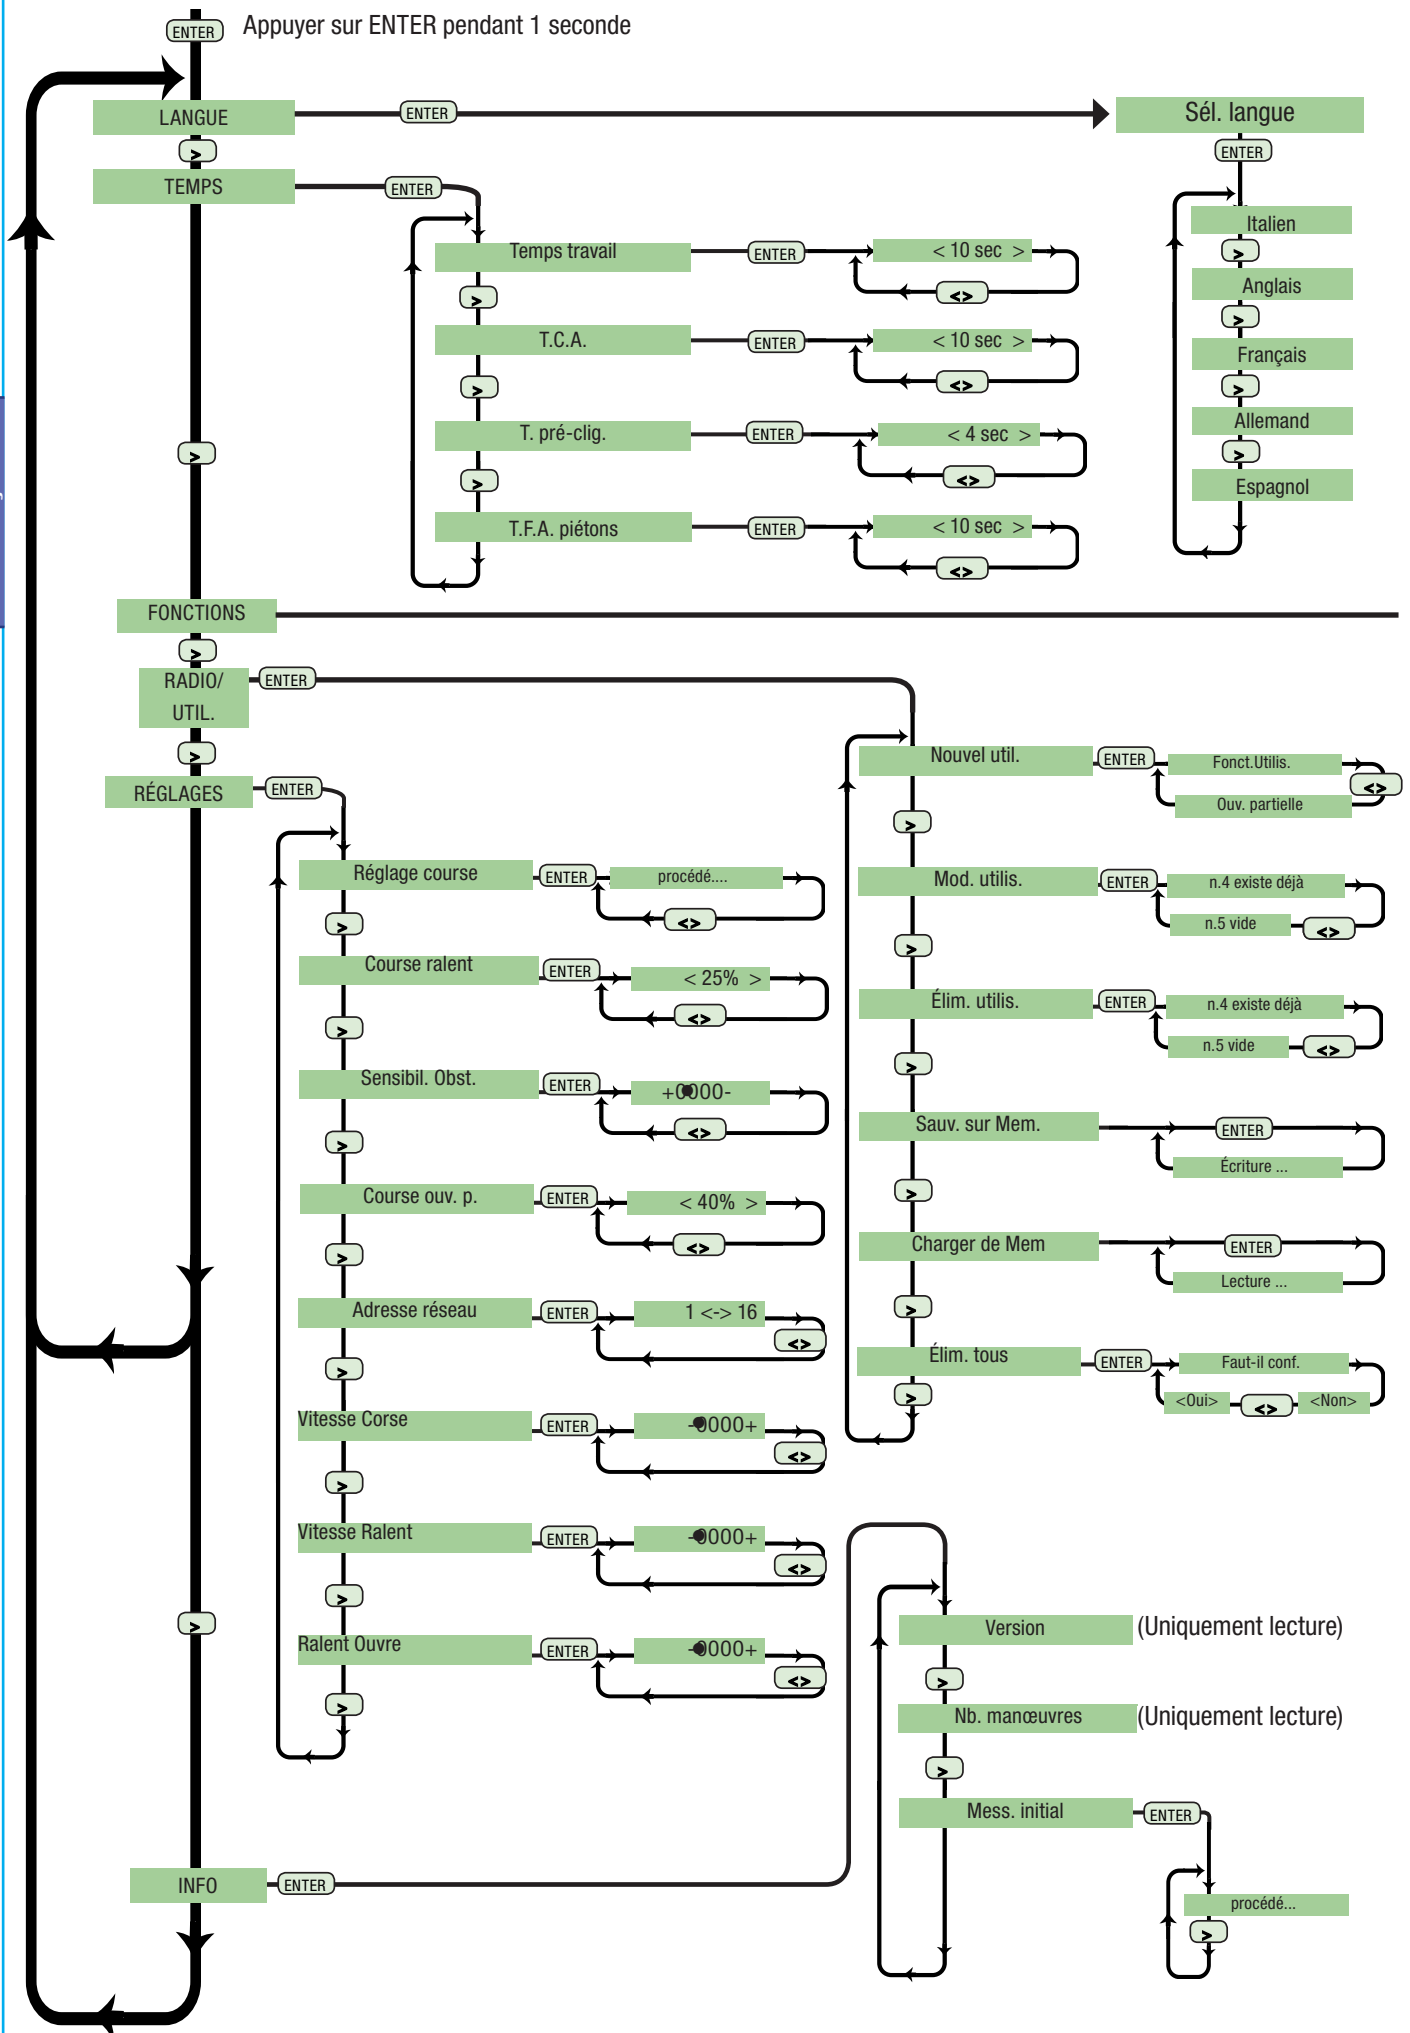 ENTER Appuyer sur ENTER pendant 1 seconde
LANGUE ENTER Sél. langue
> ENTER
TEMPS ENTER
Italien
>
Anglais
>
Français
>
Allemand
>
Espagnol
Temps travail ENTER < 10 sec >
> <>
T.C.A. ENTER < 10 sec >
> <>
T. pré-clig. ENTER < 4 sec >
> <>
T.F.A. piétons ENTER < 10 sec >
<>
>
FONCTIONS
>
RADIO/
UTIL.
ENTER
>
Nouvel util. ENTER Fonct.Utilis.
<>
Ouv. partielle
>
Mod. utilis. ENTER n.4 existe déjà
n.5 vide <>
>
Élim. utilis. ENTER n.4 existe déjà
n.5 vide <>
>
Sauv. sur Mem. ENTER
Écriture ...
>
Charger de Mem ENTER
Lecture ...
>
Élim. tous ENTER Faut-il conf.
<Oui> <> <Non>
>
RÉGLAGES ENTER
Réglage course ENTER procédé....
> <>
Course ralent ENTER < 25% >
> <>
Sensibil. Obst. ENTER +0000-
> <>
Course ouv. p. ENTER < 40% >
> <>
Adresse réseau ENTER 1 <-> 16
<>
>
Vitesse Corse ENTER -0000+
<>
>
Vitesse Ralent ENTER -0000+
<>
>
Ralent Ouvre ENTER -0000+
<>
>
>
INFO ENTER
Version (Uniquement lecture)
>
Nb. manœuvres (Uniquement lecture)
>
Mess. initial ENTER
procédé...
>